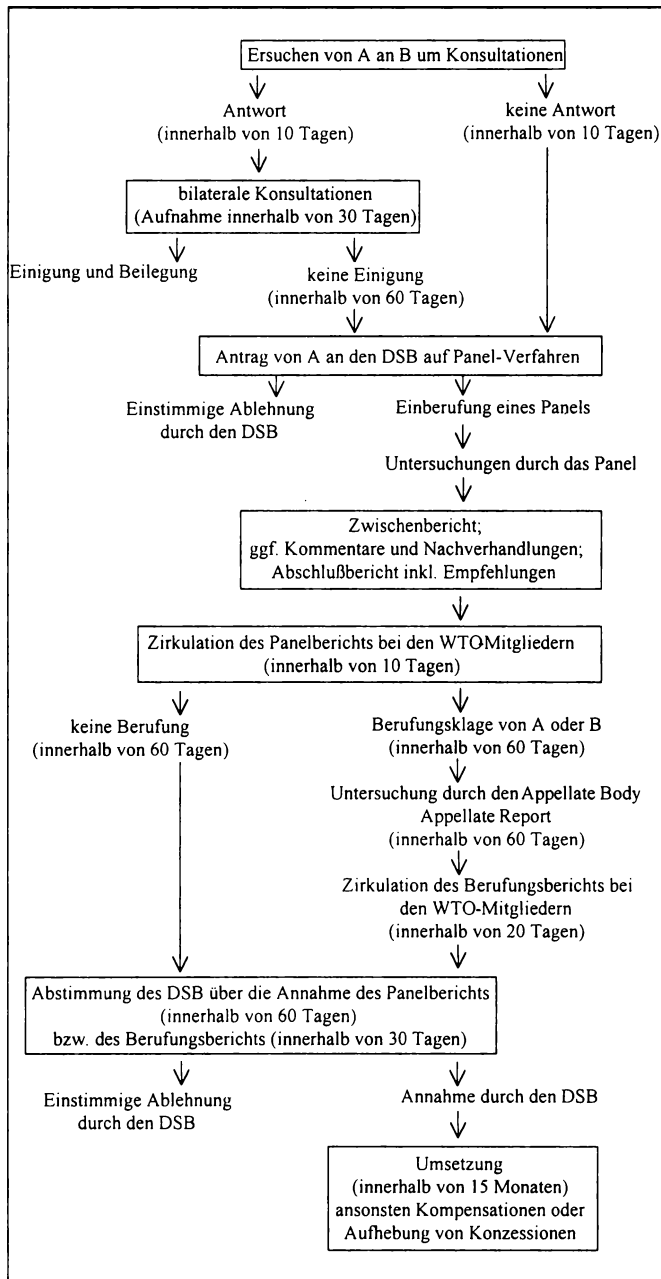 Ersuchen von A an B um Konsultationen
Antwort
(innerhalb von 10 Tagen)
keine Antwort
(innerhalb von 10 Tagen)
bilaterale Konsultationen
(Aufnahme innerhalb von 30 Tagen)
Einigung und Beilegung
keine Einigung
(innerhalb von 60 Tagen)
Antrag von A an den DSB auf Panel-Verfahren
Einstimmige Ablehnung
durch den DSB
Einberufung eines Panels
Untersuchungen durch das Panel
Zwischenbericht;
ggf. Kommentare und Nachverhandlungen;
Abschlußbericht inkl. Empfehlungen
Zirkulation des Panelberichts bei den WTO-Mitgliedern
(innerhalb von 10 Tagen)
keine Berufung
(innerhalb von 60 Tagen)
Berufungsklage von A oder B
(innerhalb von 60 Tagen)
Untersuchung durch den Appellate Body
Appellate Report
(innerhalb von 60 Tagen)
Zirkulation des Berufungsberichts bei
den WTO-Mitgliedern
(innerhalb von 20 Tagen)
Abstimmung des DSB über die Annahme des Panelberichts
(innerhalb von 60 Tagen)
bzw. des Berufungsberichts (innerhalb von 30 Tagen)
Einstimmige Ablehnung
durch den DSB
Annahme durch den DSB
Umsetzung
(innerhalb von 15 Monaten)
ansonsten Kompensationen oder
Aufhebung von Konzessionen